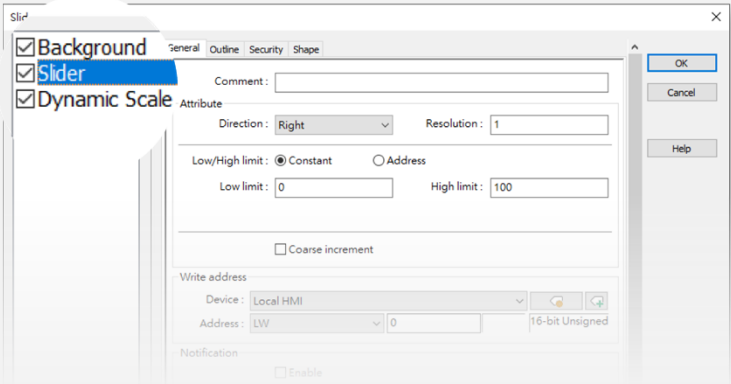 Slid
Background
Slider
Dynamic Scale
General Outline Security Shape
OK
Comment :
Cancel
Attribute
Direction : Right Resolution : 1
Help
Low/High limit : Constant Address
Low limit : 0 High limit : 100
Coarse increment
Write address
Device : Local HMI
Address : LW 0 16-bit Unsigned
Notification
Enable